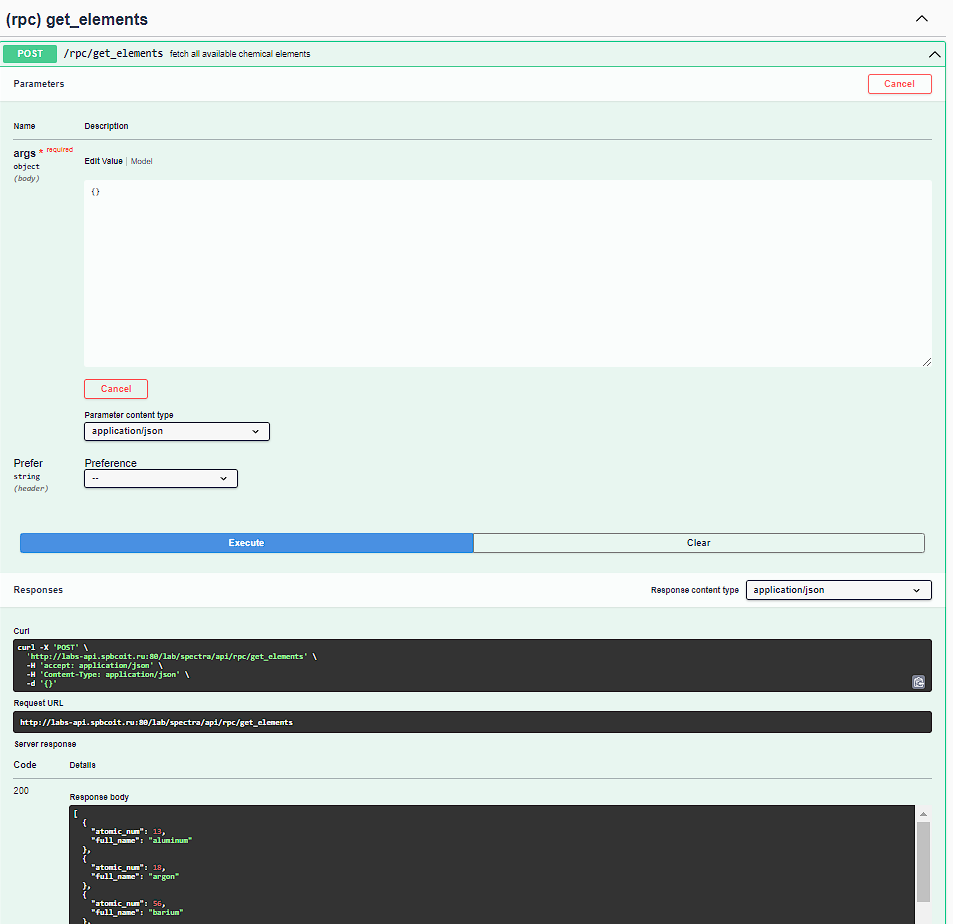 (rpc) get_elements
POST /rpc/get_elements fetch all available chemical elements
Parameters Cancel
Name Description
args * required
object
(body)
Edit Value | Model
{}
Cancel
Parameter content type
application/json
Prefer
string
(header)
Preference
--
Execute Clear
Responses Response content type application/json
Curl
curl -X 'POST' \
'http://labs-api.spbcoit.ru:80/lab/spectra/api/rpc/get_elements' \
-H 'accept: application/json' \
-H 'Content-Type: application/json' \
-d '{}'
Request URL
http://labs-api.spbcoit.ru:80/lab/spectra/api/rpc/get_elements
Server response
Code Details
200
Response body
[
{
"atomic_num": 13,
"full_name": "aluminum"
},
{
"atomic_num": 18,
"full_name": "argon"
},
{
"atomic_num": 56,
"full_name": "barium"
},